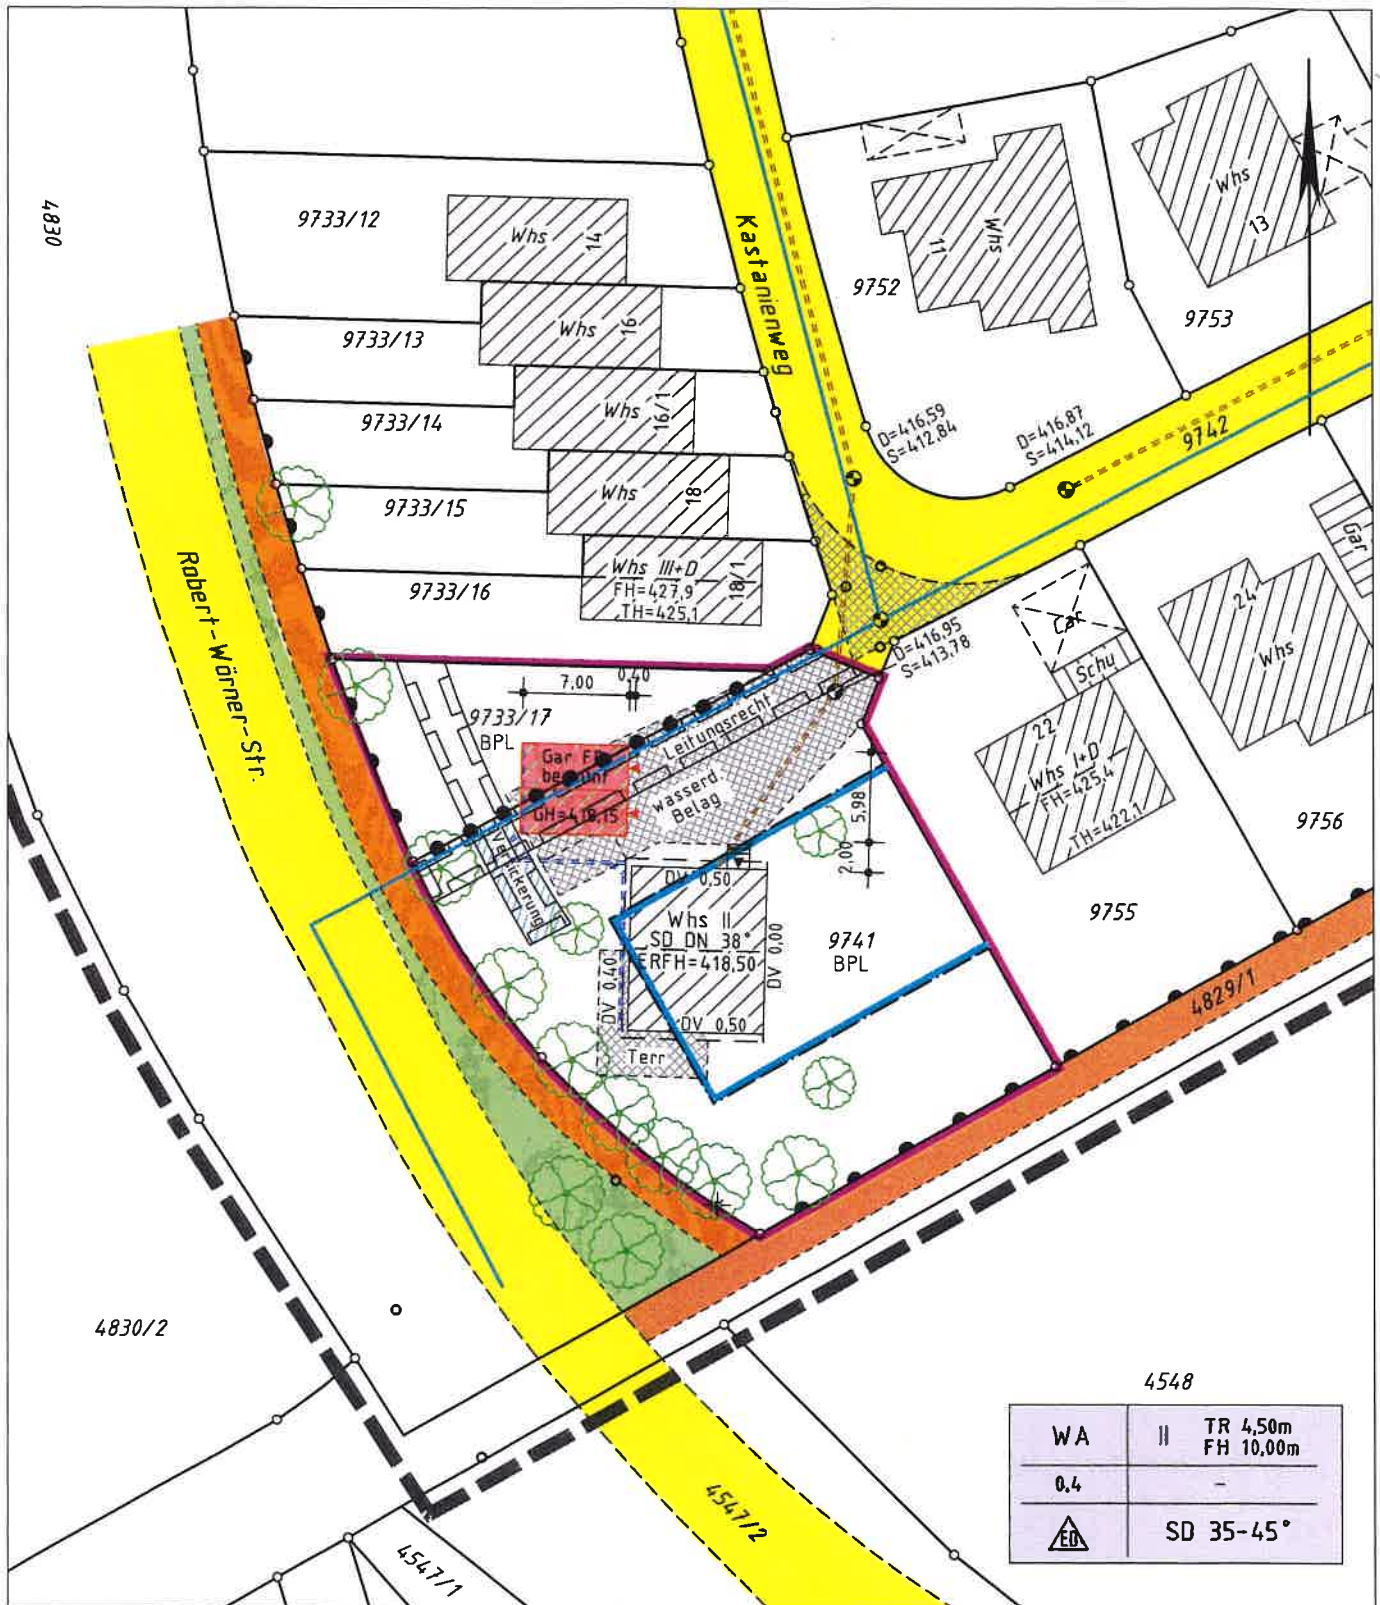 4830
9733/12
Whs
14
Kastanienweg
11
Whs
Whs
13
9752
9753
9733/13
Whs
16
9733/14
Whs
16/1
D=416,59
S=412,84
D=416,87
S=414,12
9742
9733/15
Whs
18
Gar
Robert-Wörner-Str.
9733/16
Whs III+D
FH=427,9
TH=425,1
18/1
24
Whs
Car
Schu
D=416,95
S=413,78
7,00
0,40
9733/17
BPL
Leitungsrecht
Gar
GH=418,15
wasserd.
Belag
22
Whs I+D
FH=425,4
TH=422,1
5,98
2,00
9756
Versickerung
DV 0,50
Whs II
SD DN 38°
ERFH=418,50
DV 0,00
DV 0,40
DV 0,50
Terr
9741
BPL
9755
4829/1
4830/2
4548
WA
II
TR 4,50m
FH 10,00m
0,4
-
ED
SD 35-45°
4547/2
4547/1